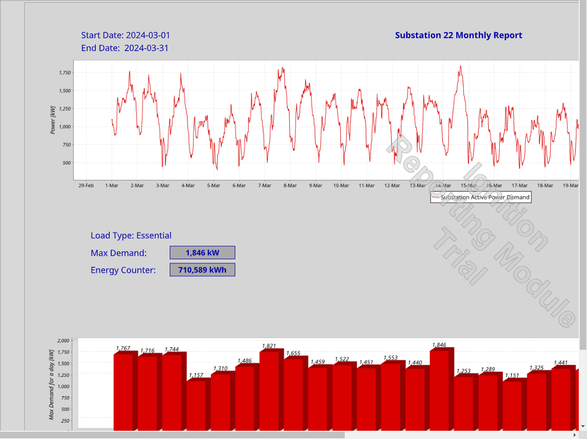 Start Date: 2024-03-01
Substation 22 Monthly Report
End Date: 2024-03-31
Power [kW]
1,750
1,500
1,250
1,000
750
500
29-Feb 1-Mar 2-Mar 3-Mar 4-Mar 5-Mar 6-Mar 7-Mar 8-Mar 9-Mar 10-Mar 11-Mar 12-Mar 13-Mar 14-Mar 15-Mar 16-Mar 17-Mar 18-Mar 19-Mar
Substation Active Power Demand
Ignition
Reporting Module
Trial
Load Type: Essential
Max Demand: 1,846 kW
Energy Counter: 710,589 kWh
Max Demand for a day [kW]
2,000
1,750
1,500
1,250
1,000
750
500
250
1,767 1,716 1,744 1,157 1,310 1,486 1,821 1,655 1,459 1,522 1,451 1,553 1,440 1,846 1,253 1,289 1,151 1,325 1,441